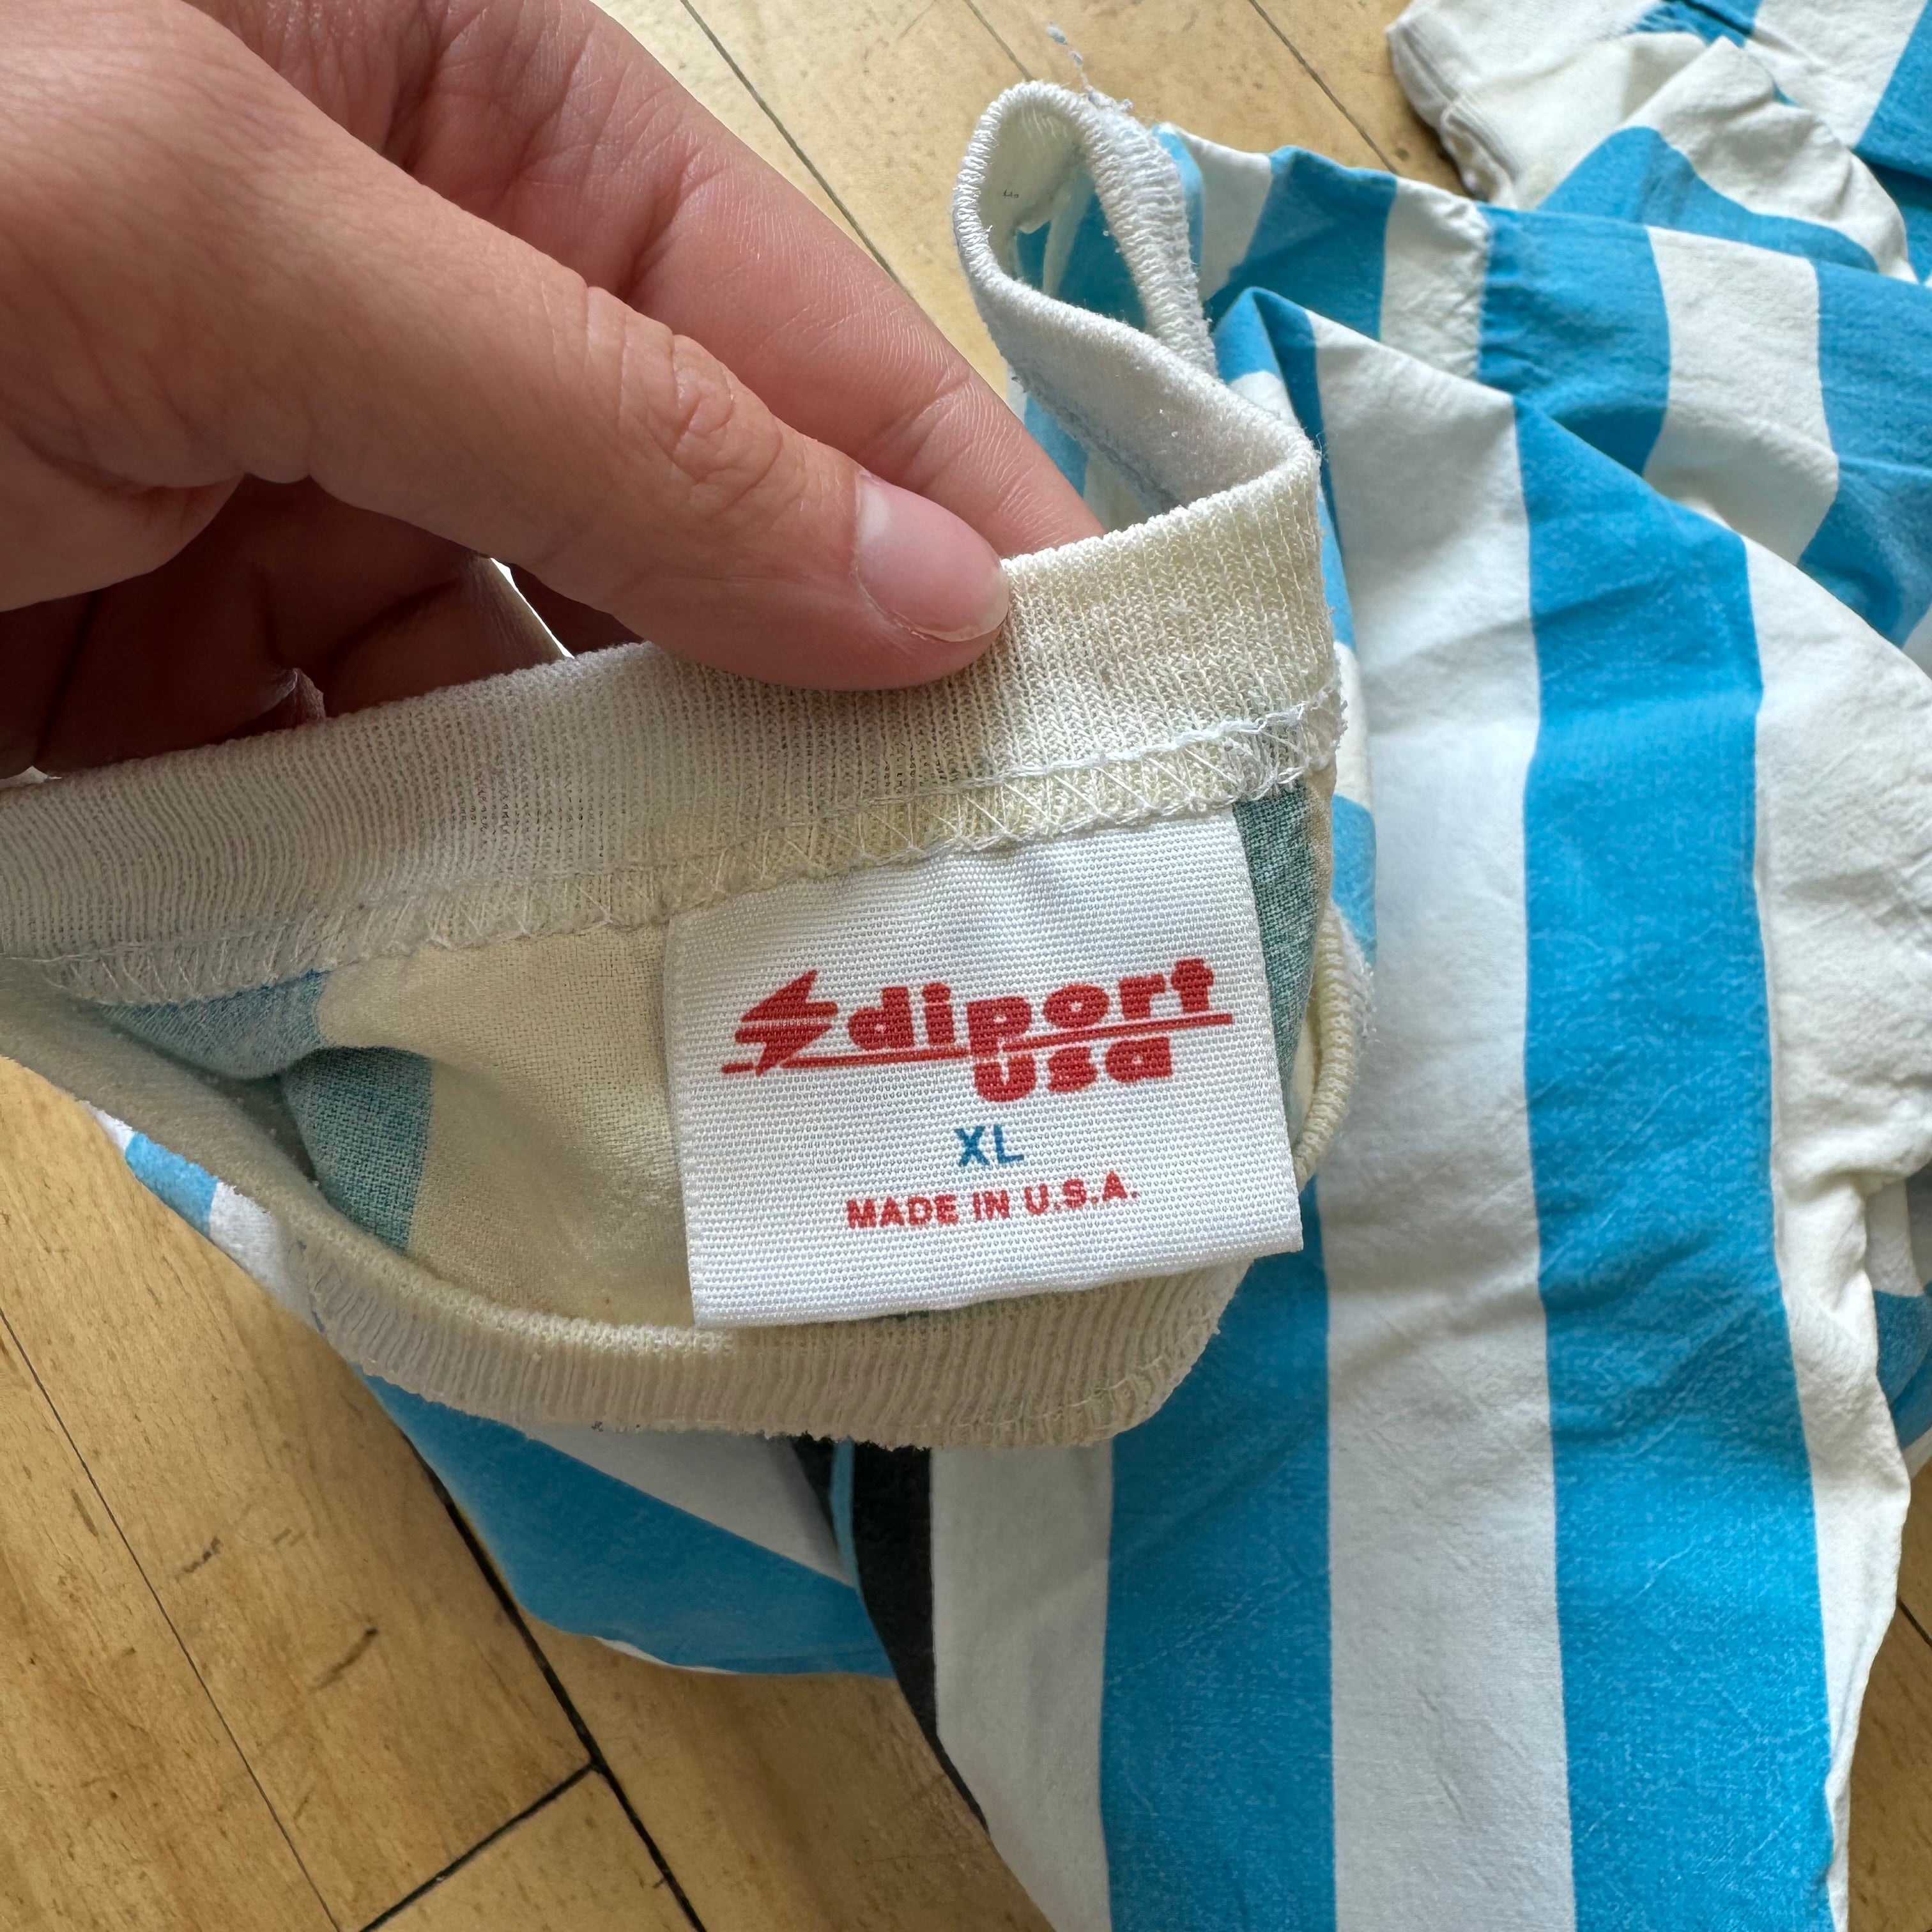 diport
usa
XL
MADE IN U.S.A.